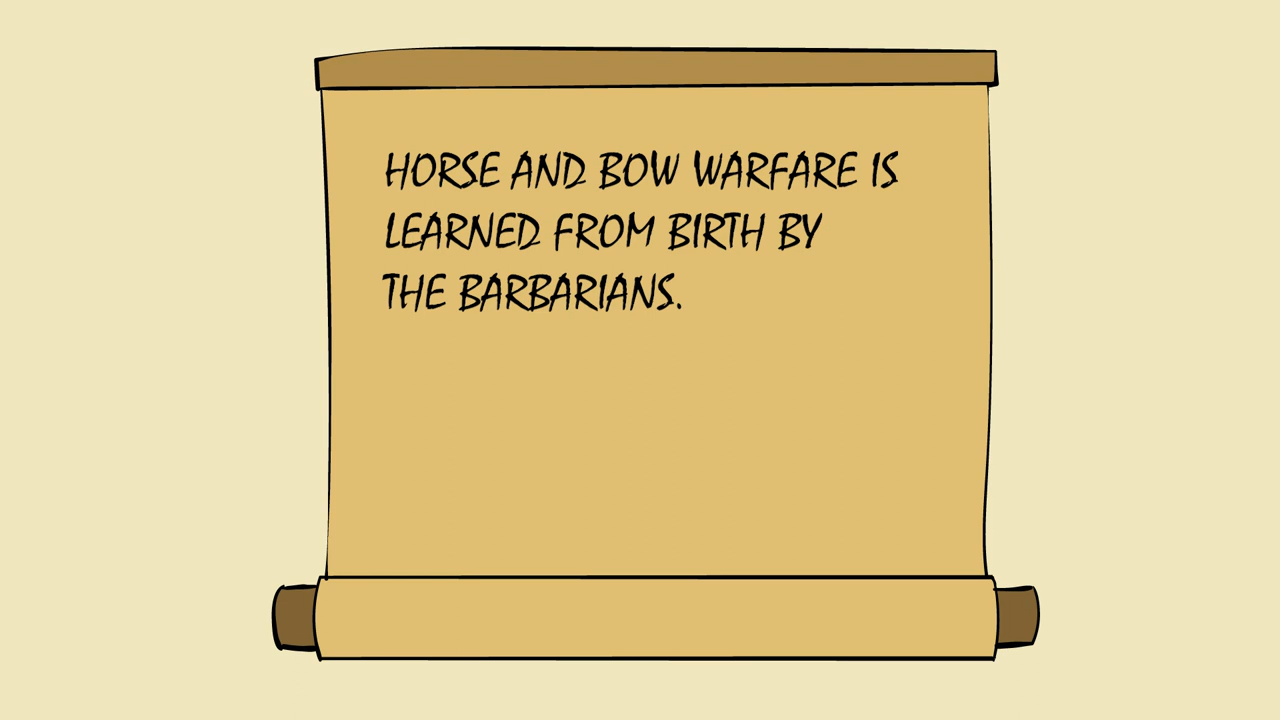 HORSE AND BOW WARFARE IS
LEARNED FROM BIRTH BY
THE BARBARIANS.